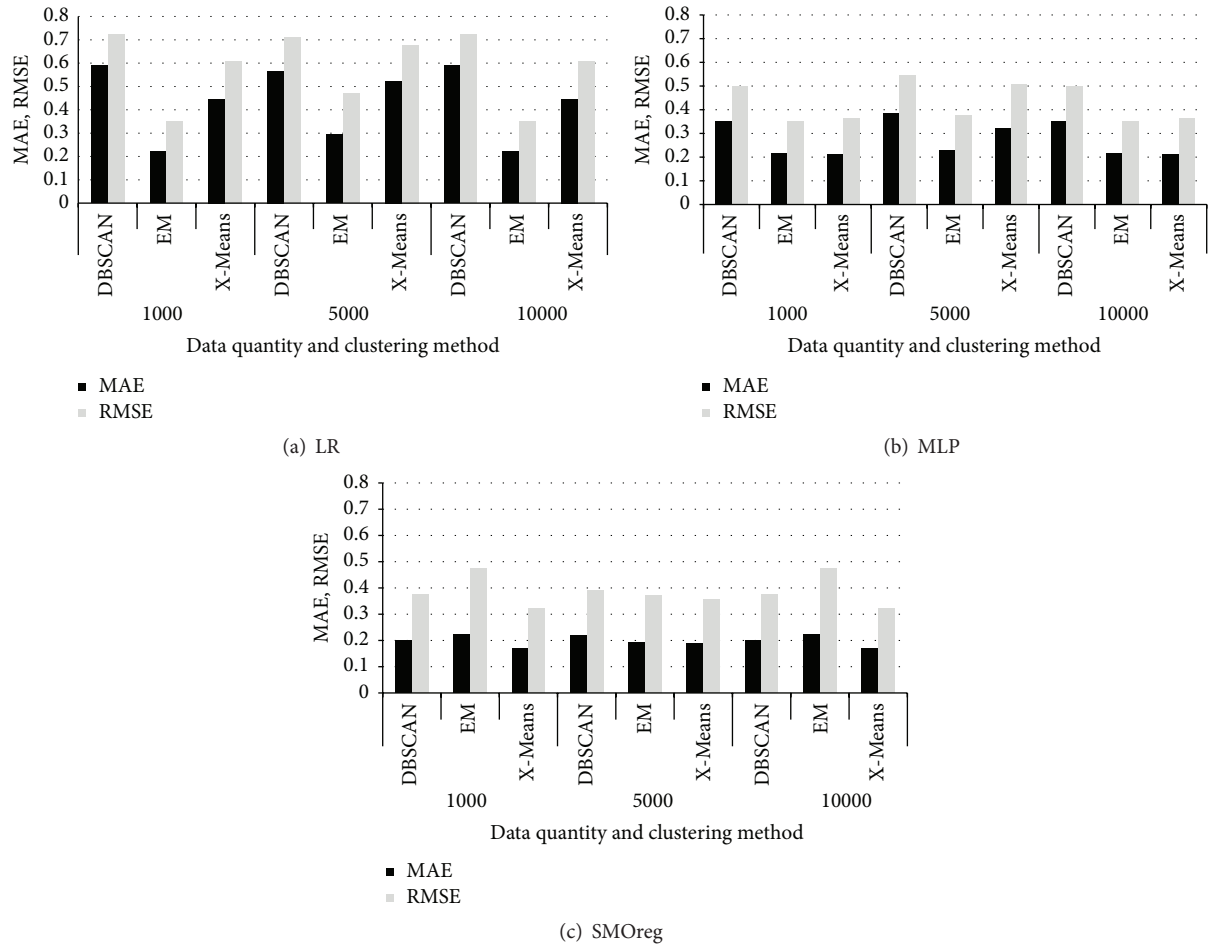 0.8
0.7
0.6
0.5
0.4
0.3
0.2
0.1
0
MAE, RMSE
DBSCAN
EM
X-Means
DBSCAN
EM
X-Means
DBSCAN
EM
X-Means
1000
5000
10000
Data quantity and clustering method
MAE
RMSE
(a) LR
0.8
0.7
0.6
0.5
0.4
0.3
0.2
0.1
0
MAE, RMSE
DBSCAN
EM
X-Means
DBSCAN
EM
X-Means
DBSCAN
EM
X-Means
1000
5000
10000
Data quantity and clustering method
MAE
RMSE
(b) MLP
0.8
0.7
0.6
0.5
0.4
0.3
0.2
0.1
0
MAE, RMSE
DBSCAN
EM
X-Means
DBSCAN
EM
X-Means
DBSCAN
EM
X-Means
1000
5000
10000
Data quantity and clustering method
MAE
RMSE
(c) SMOreg